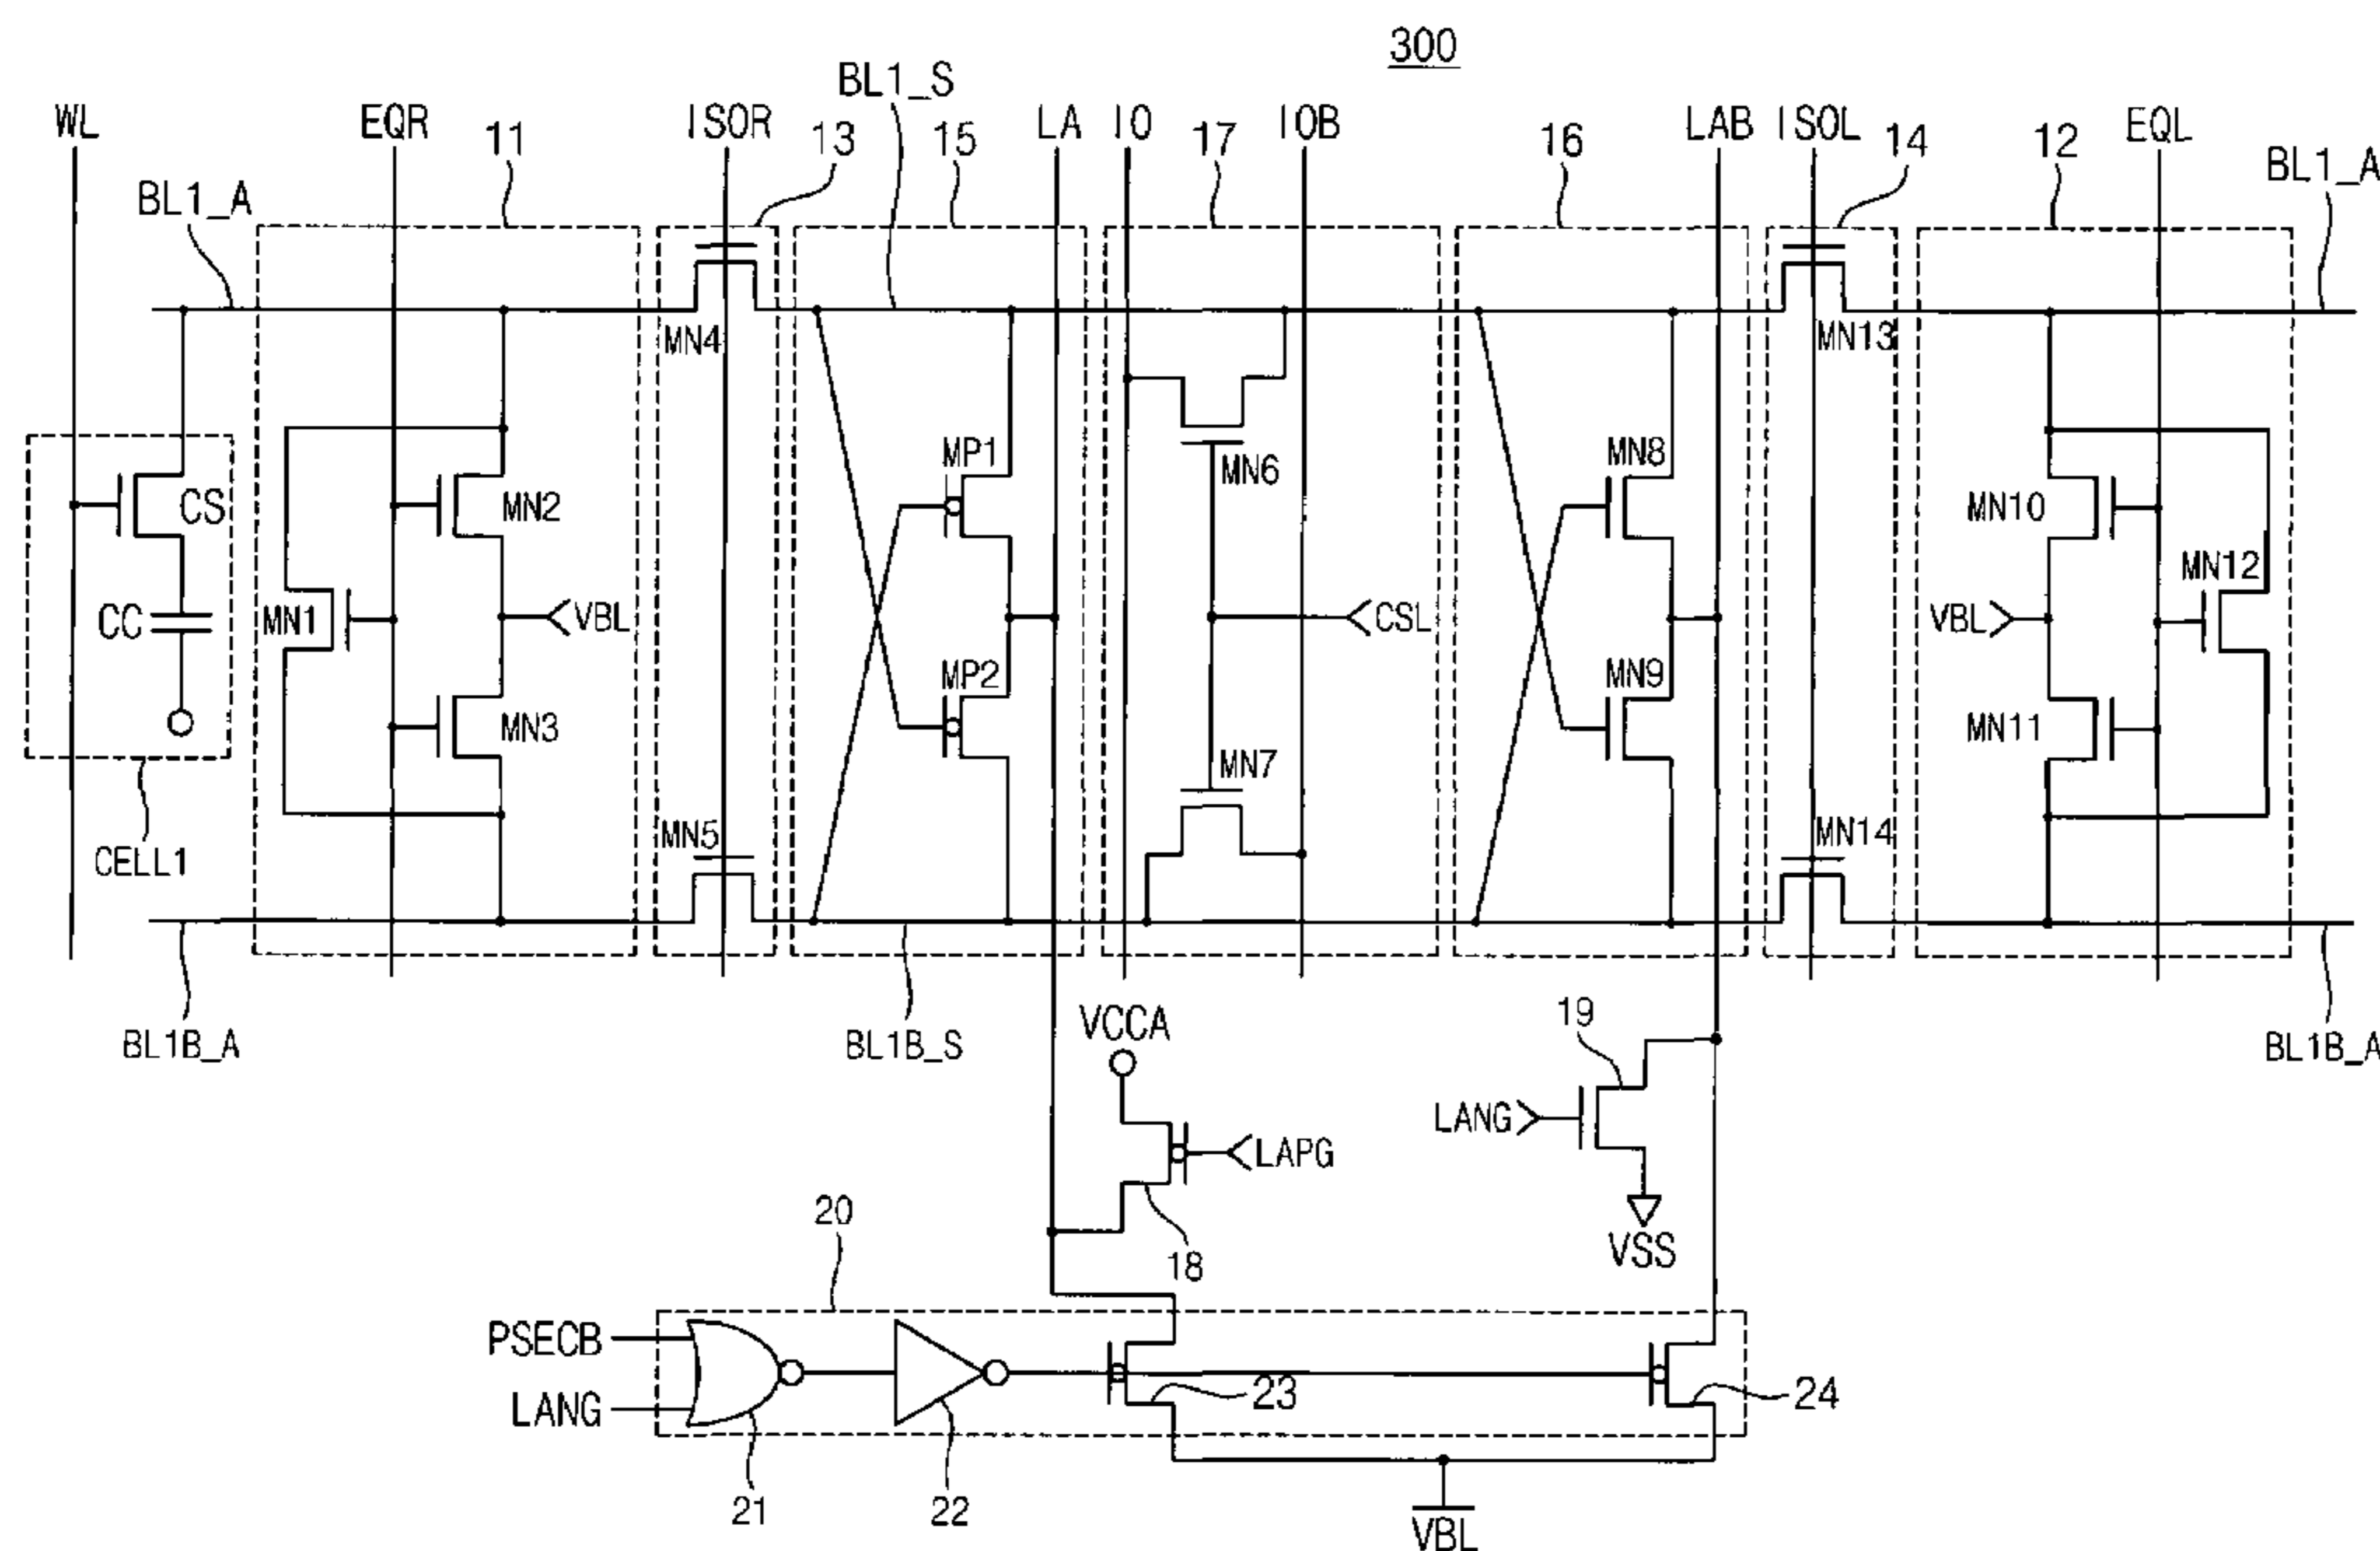 300
BL1_S
WL
EQR
11
ISOR
13
15
LA
IO
17
IOB
16
LAB
ISOL
14
12
EQL
BL1_A
BL1_A
MN4
MN13
MP1
MN6
MN8
CS
MN2
MN10
MN12
CC
MN1
VBL
CSL
VBL
MP2
MN9
MN3
MN11
MN7
MN5
MN14
CELL1
BL1B_A
BL1B_S
VCCA
19
BL1B_A
LANG
LAPG
18
VSS
20
PSECB
LANG
23
24
21
22
VBL